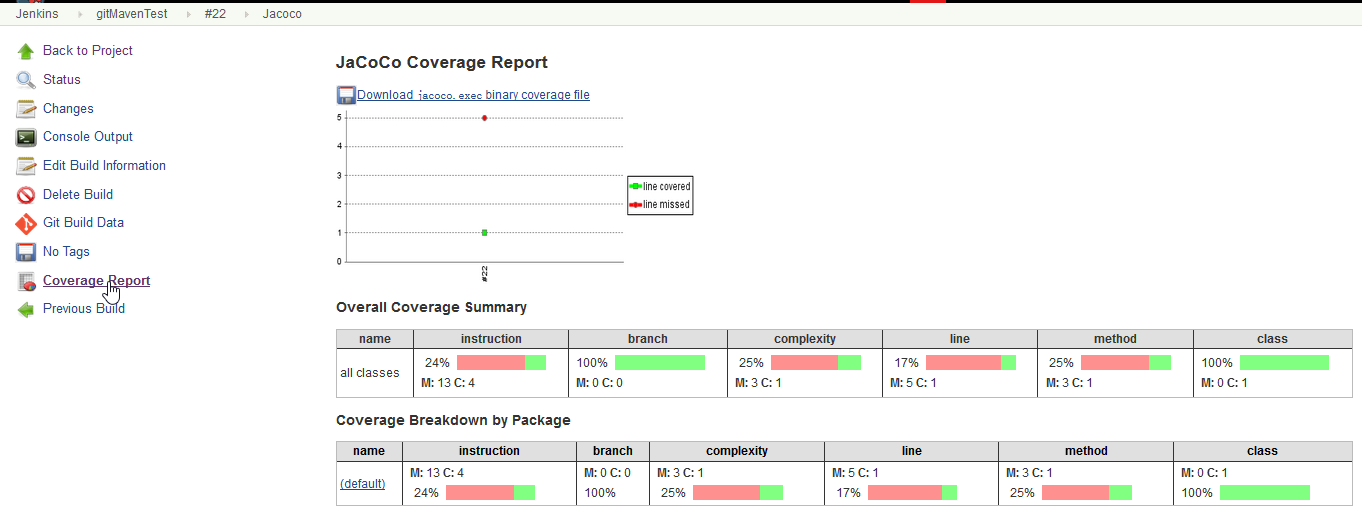 Jenkins gitMavenTest #22 Jacoco
Back to Project
Status
Changes
Console Output
Edit Build Information
Delete Build
Git Build Data
No Tags
Coverage Report
Previous Build
JaCoCo Coverage Report
Download jacoco.exec binary coverage file
5
4
3
2
1
0
#22
line covered
line missed
Overall Coverage Summary
name instruction branch complexity line method class
24% 100% 25% 17% 25% 100%
all classes
M: 13 C: 4 M: 0 C: 0 M: 3 C: 1 M: 5 C: 1 M: 3 C: 1 M: 0 C: 1
Coverage Breakdown by Package
name instruction branch complexity line method class
M: 13 C: 4 M: 0 C: 0 M: 3 C: 1 M: 5 C: 1 M: 3 C: 1 M: 0 C: 1
(default)
24% 100% 25% 17% 25% 100%